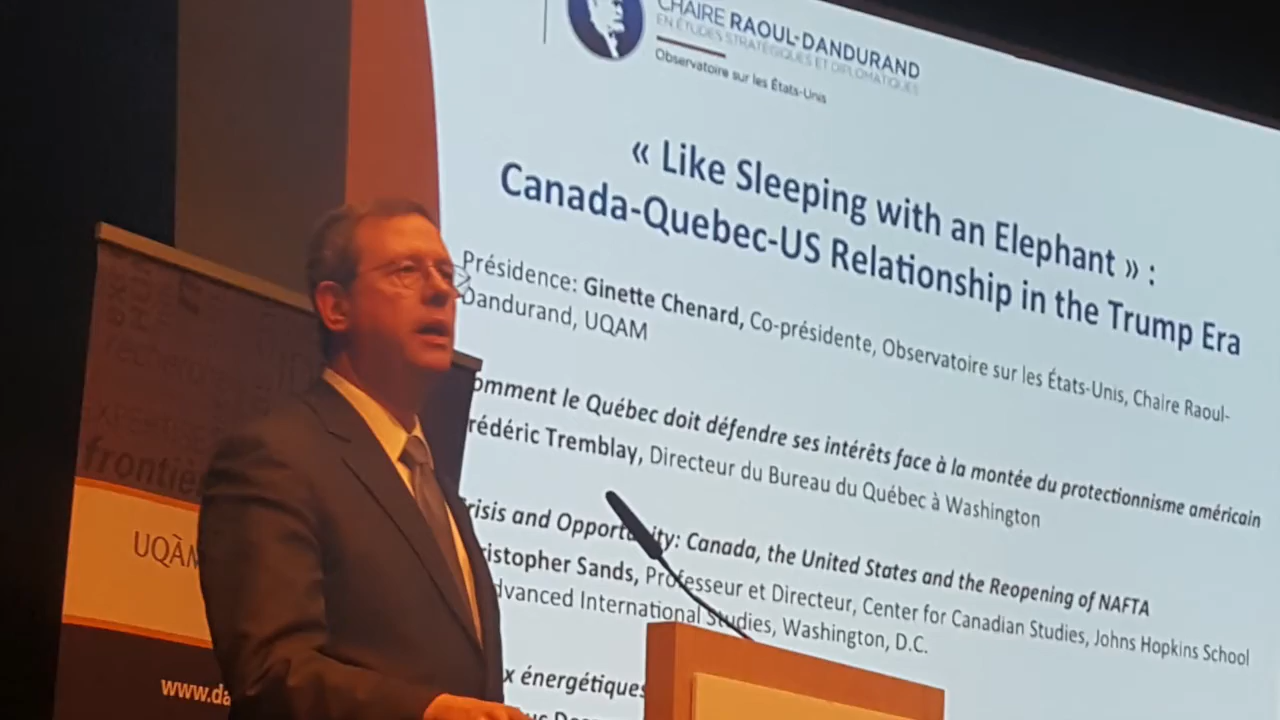 CHAIRE RAOUL-DANDURAND
EN ÉTUDES STRATÉGIQUES ET DIPLOMATIQUES
Observatoire sur les États-Unis
« Like Sleeping with an Elephant » :
Canada-Quebec-US Relationship in the Trump Era
Présidence: Ginette Chenard, Co-présidente, Observatoire sur les États-Unis, Chaire Raoul-
Dandurand, UQAM
omment le Québec doit défendre ses intérêts face à la montée du protectionnisme américain
rédéric Tremblay, Directeur du Bureau du Québec à Washington
risis and Opportunity: Canada, the United States and the Reopening of NAFTA
ristopher Sands, Professeur et Directeur, Center for Canadian Studies, Johns Hopkins School
dvanced International Studies, Washington, D.C.
x énergétiques
frontiè
UQÀM
www.da